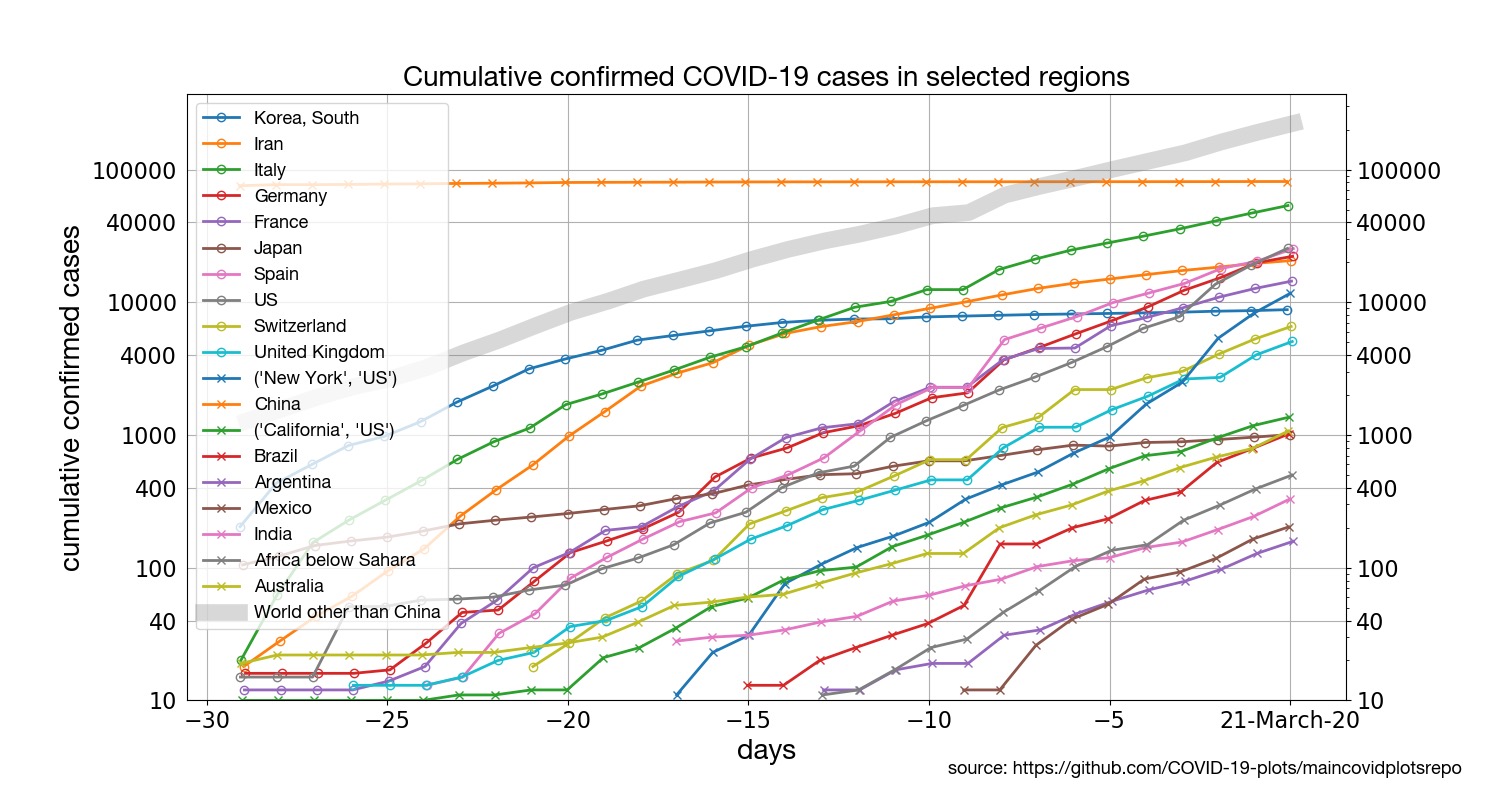 Cumulative confirmed COVID-19 cases in selected regions
Korea, South
Iran
Italy
Germany
France
Japan
Spain
US
Switzerland
United Kingdom
('New York', 'US')
China
('California', 'US')
Brazil
Argentina
Mexico
India
Africa below Sahara
Australia
World other than China
cumulative confirmed cases
100000
40000
10000
4000
1000
400
100
40
10
100000
40000
10000
4000
1000
400
100
40
10
−30
−25
−20
−15
−10
−5
21-March-20
days
source: https://github.com/COVID-19-plots/maincovidplotsrepo